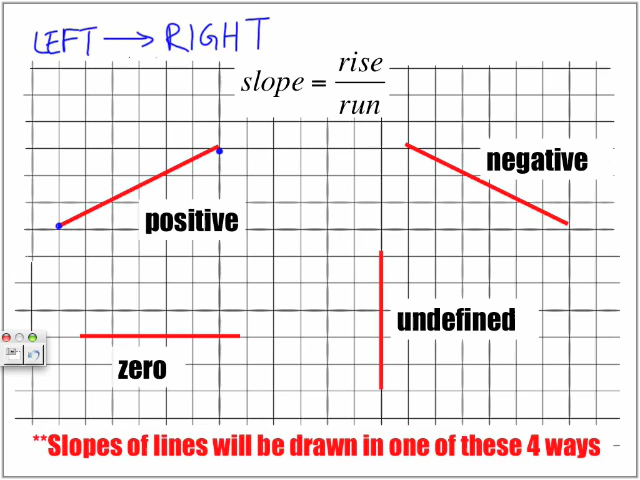 LEFT → RIGHT
slope = rise/run
negative
positive
undefined
zero
**Slopes of lines will be drawn in one of these 4 ways